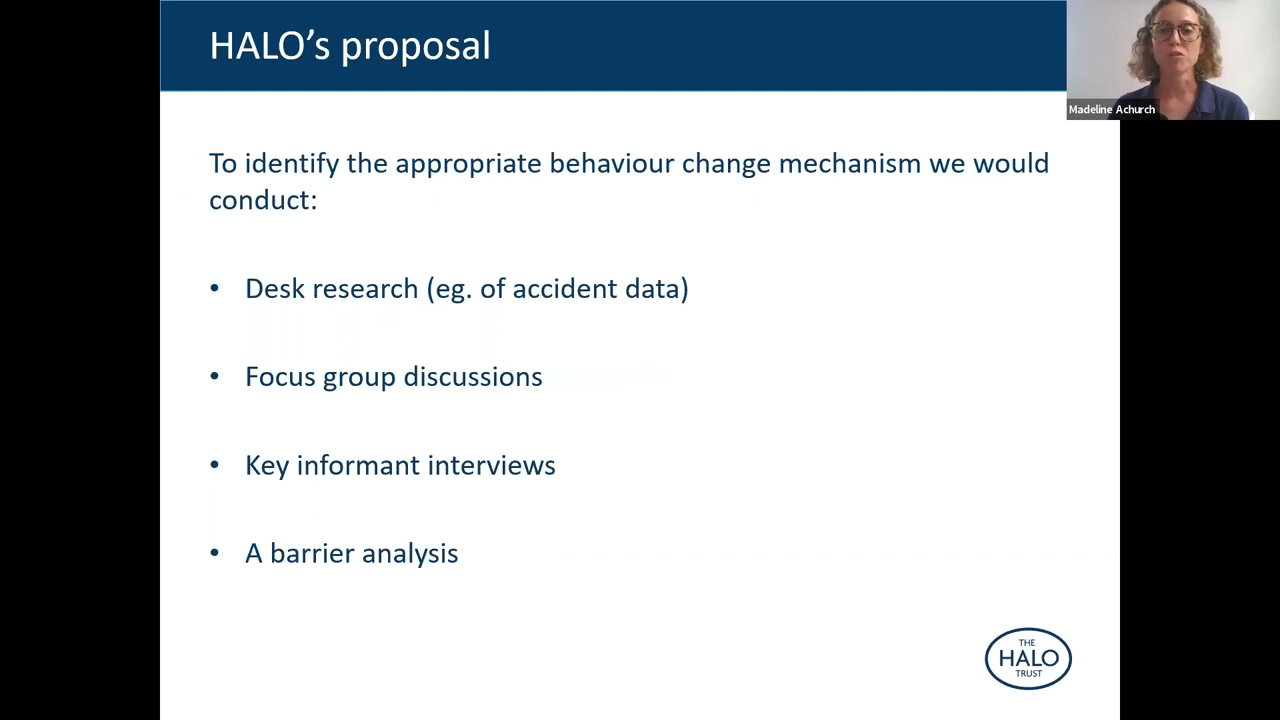 HALO’s proposal
Madeline Achurch
To identify the appropriate behaviour change mechanism we would
conduct:
• Desk research (eg. of accident data)
• Focus group discussions
• Key informant interviews
• A barrier analysis
THE
HALO
TRUST